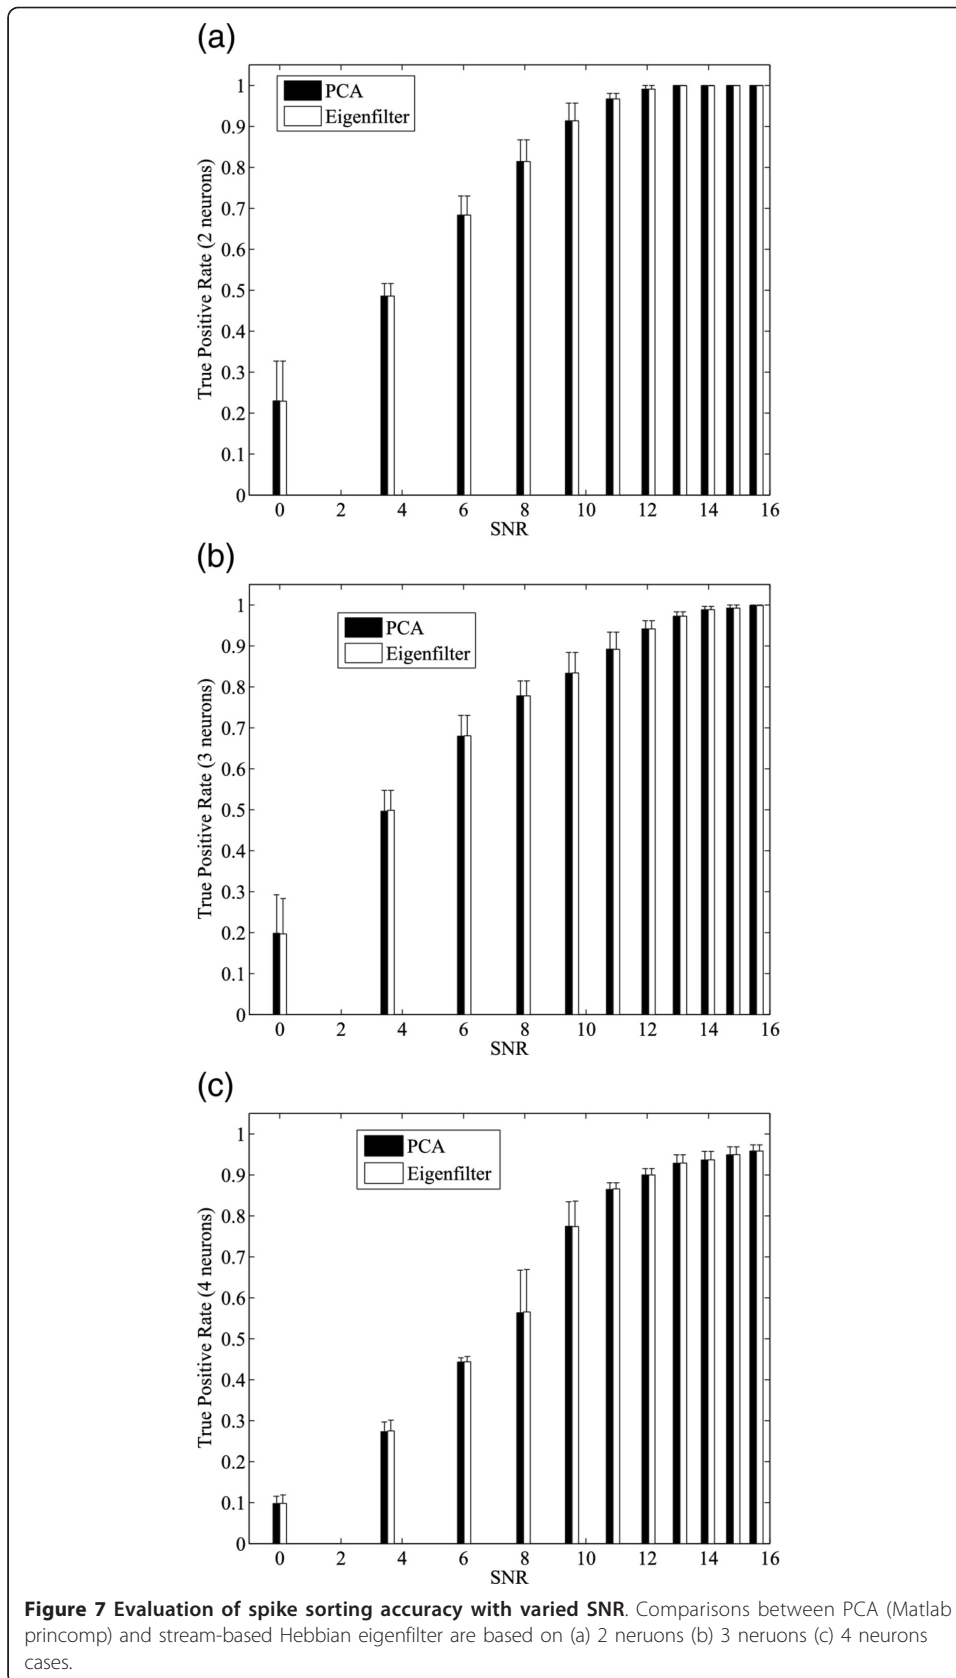 (a)
1
0.9
0.8
0.7
0.6
0.5
0.4
0.3
0.2
0.1
0
True Positive Rate (2 neurons)
PCA
Eigenfilter
0 2 4 6 8 10 12 14 16
SNR
(b)
1
0.9
0.8
0.7
0.6
0.5
0.4
0.3
0.2
0.1
0
True Positive Rate (3 neurons)
PCA
Eigenfilter
0 2 4 6 8 10 12 14 16
SNR
(c)
1
0.9
0.8
0.7
0.6
0.5
0.4
0.3
0.2
0.1
0
True Positive Rate (4 neurons)
PCA
Eigenfilter
0 2 4 6 8 10 12 14 16
SNR
Figure 7 Evaluation of spike sorting accuracy with varied SNR. Comparisons between PCA (Matlab
princomp) and stream-based Hebbian eigenfilter are based on (a) 2 neruons (b) 3 neruons (c) 4 neurons
cases.